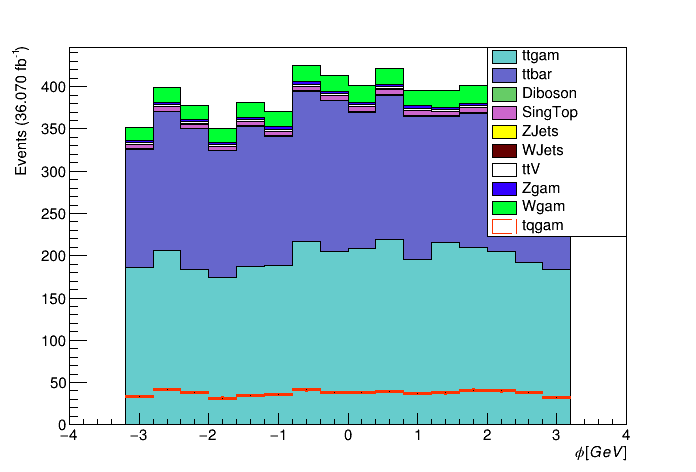 Events (36.070 fb⁻¹)
400
350
300
250
200
150
100
50
0
−4 −3 −2 −1 0 1 2 3 4
ϕ[GeV]
ttgam
ttbar
Diboson
SingTop
ZJets
WJets
ttV
Zgam
Wgam
tqgam